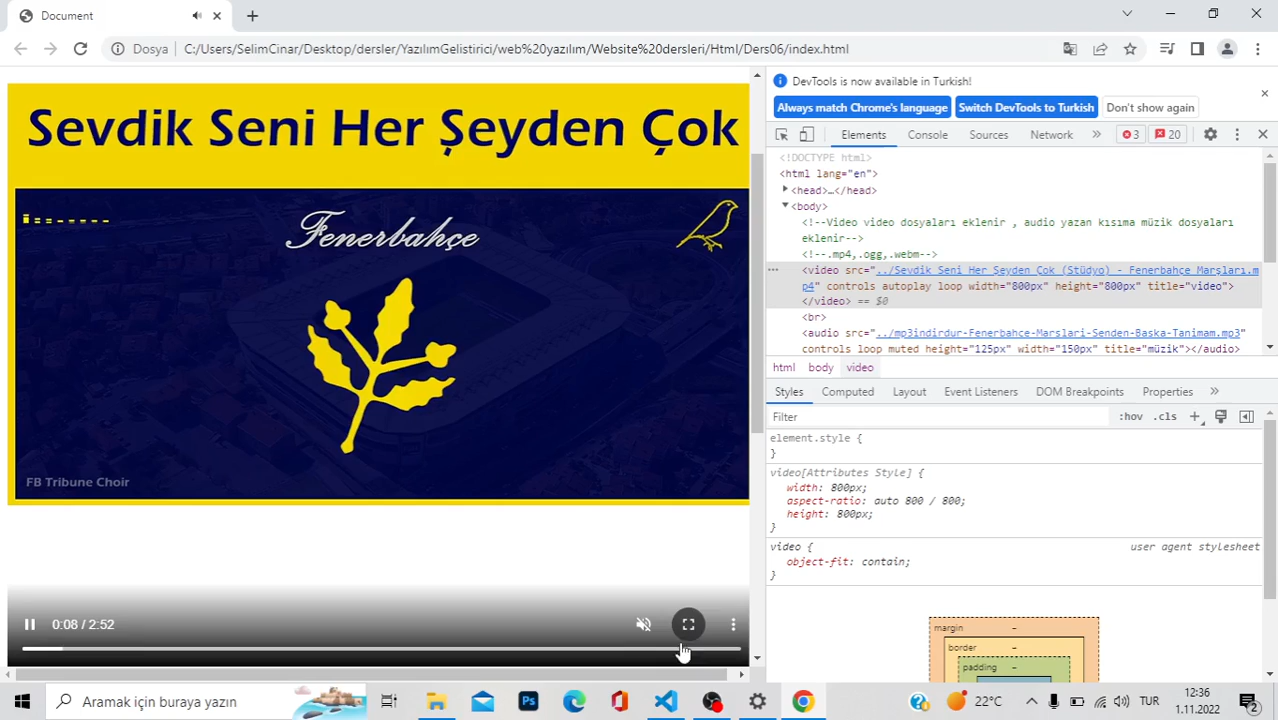 Document
Dosya
C:/Users/SelimCinar/Desktop/dersler/YazılımGelistirici/web%20yazılım/Website%20dersleri/Html/Ders06/index.html
Sevdik Seni Her Şeyden Çok
Fenerbahçe
FB Tribune Choir
0:08 / 2:52
DevTools is now available in Turkish!
Always match Chrome's language
Switch DevTools to Turkish
Don't show again
Elements
Console
Sources
Network
3
20
<!DOCTYPE html>
<html lang="en">
<head>…</head>
<body>
<!--Video video dosyaları eklenir , audio yazan kısıma müzik dosyaları
eklenir-->
<!--.mp4,.ogg,.webm-->
<video src="../Sevdik Seni Her Şeyden Çok (Stüdyo) - Fenerbahçe Marşları.m
p4" controls autoplay loop width="800px" height="800px" title="video">
</video> == $0
<br>
<audio src="../mp3indirdur-Fenerbahce-Marslari-Senden-Baska-Tanimam.mp3"
controls loop muted height="125px" width="150px" title="müzik"></audio>
html
body
video
Styles
Computed
Layout
Event Listeners
DOM Breakpoints
Properties
Filter
:hov
.cls
element.style {
}
video[Attributes Style] {
width: 800px;
aspect-ratio: auto 800 / 800;
height: 800px;
}
video {
user agent stylesheet
object-fit: contain;
}
margin
-
border
-
padding
-
Aramak için buraya yazın
22°C
TUR
12:36
1.11.2022
2